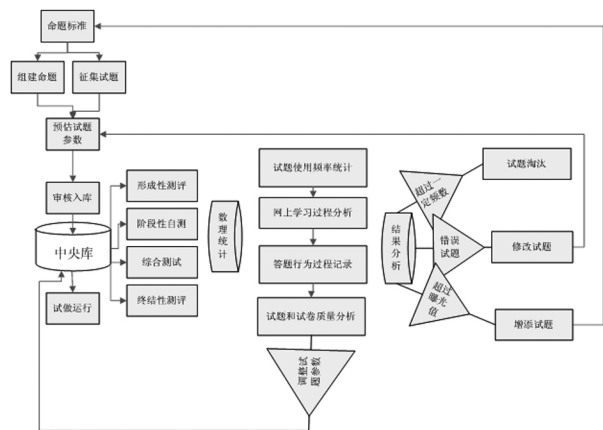 命题标准
组建命题
征集试题
预估试题
参数
审核入库
中央库
试做运行
形成性测评
阶段性自测
综合测试
终结性测评
数理统计
试题使用频率统计
网上学习过程分析
答题行为过程记录
试题和试卷质量分析
调整试
题参数
结果分析
超过一
定频数
错误
试题
超过
曝光
值
试题淘汰
修改试题
增添试题